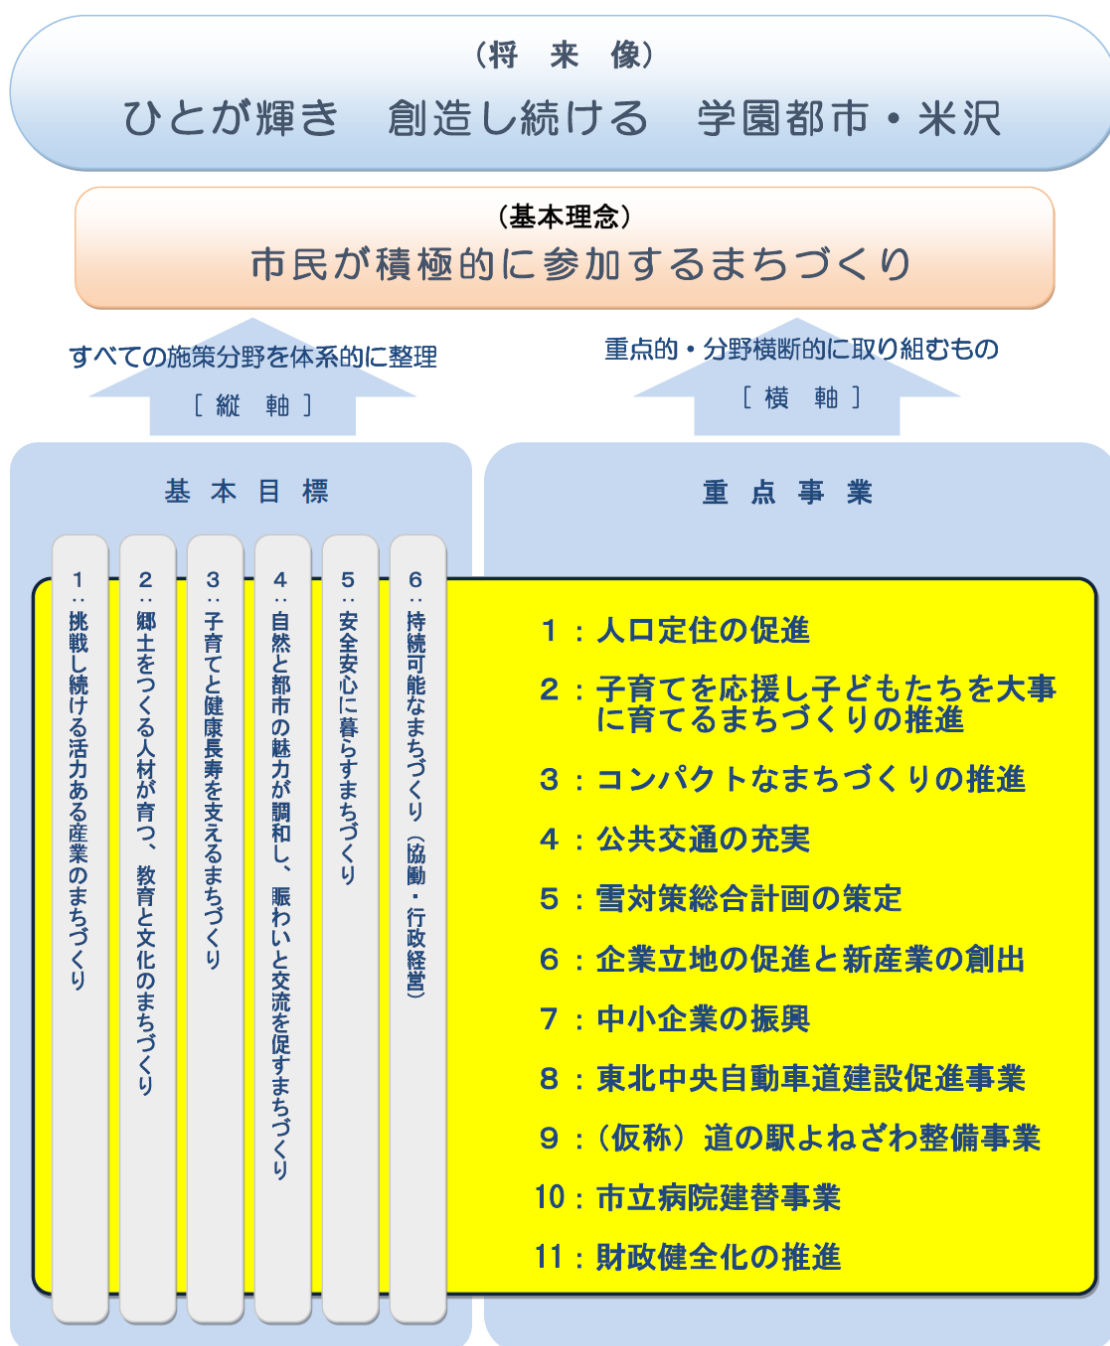 （将　来　像）
ひとが輝き　創造し続ける　学園都市・米沢
（基本理念）
市民が積極的に参加するまちづくり
すべての施策分野を体系的に整理
［縦　軸］
重点的・分野横断的に取り組むもの
［横　軸］
基本目標
1：挑戦し続ける活力ある産業のまちづくり
2：郷土をつくる人材が育つ、教育と文化のまちづくり
3：子育てと健康長寿を支えるまちづくり
4：自然と都市の魅力が調和し、賑わいと交流を促すまちづくり
5：安全安心に暮らすまちづくり
6：持続可能なまちづくり（協働・行政経営）
重点事業
1：人口定住の促進
2：子育てを応援し子どもたちを大事
に育てるまちづくりの推進
3：コンパクトなまちづくりの推進
4：公共交通の充実
5：雪対策総合計画の策定
6：企業立地の促進と新産業の創出
7：中小企業の振興
8：東北中央自動車道建設促進事業
9：（仮称）道の駅よねざわ整備事業
10：市立病院建替事業
11：財政健全化の推進